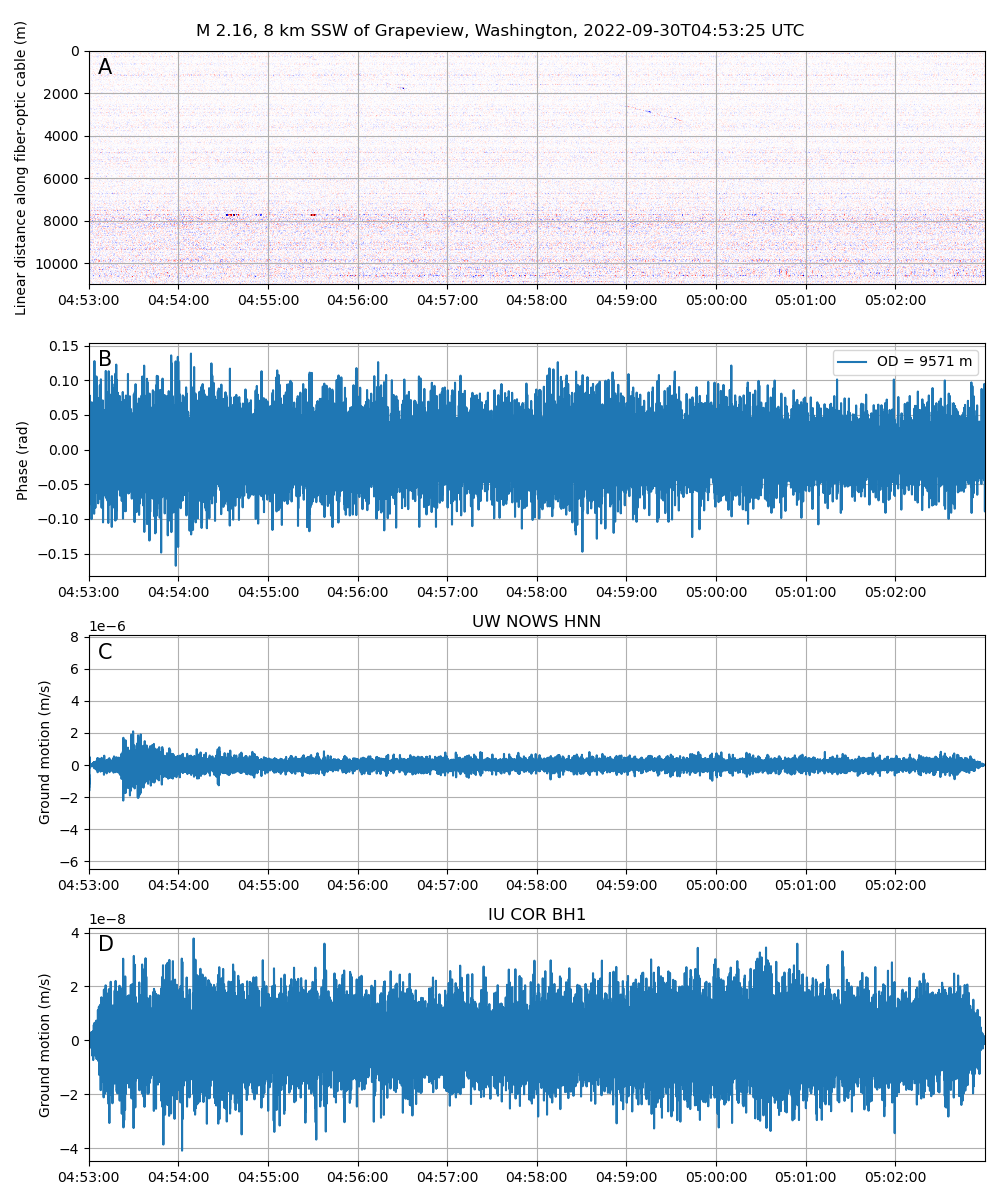 M 2.16, 8 km SSW of Grapeview, Washington, 2022-09-30T04:53:25 UTC
A
Linear distance along fiber-optic cable (m)
0
2000
4000
6000
8000
10000
04:53:00 04:54:00 04:55:00 04:56:00 04:57:00 04:58:00 04:59:00 05:00:00 05:01:00 05:02:00
B
OD = 9571 m
Phase (rad)
0.15
0.10
0.05
0.00
−0.05
−0.10
−0.15
04:53:00 04:54:00 04:55:00 04:56:00 04:57:00 04:58:00 04:59:00 05:00:00 05:01:00 05:02:00
UW NOWS HNN
1e−6
C
Ground motion (m/s)
8
6
4
2
0
−2
−4
−6
04:53:00 04:54:00 04:55:00 04:56:00 04:57:00 04:58:00 04:59:00 05:00:00 05:01:00 05:02:00
IU COR BH1
1e−8
D
Ground motion (m/s)
4
2
0
−2
−4
04:53:00 04:54:00 04:55:00 04:56:00 04:57:00 04:58:00 04:59:00 05:00:00 05:01:00 05:02:00